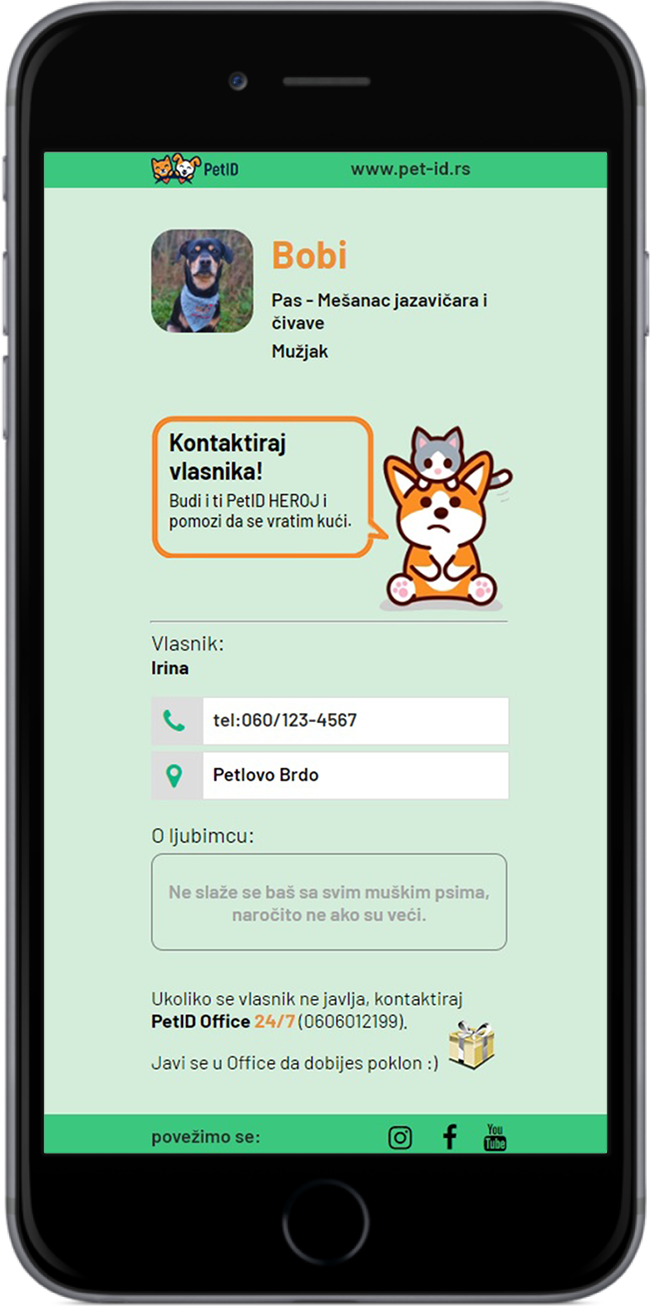 PetID
www.pet-id.rs
Bobi
Pas - Mešanac jazavičara i
čivave
Mužjak
Kontaktiraj
vlasnika!
Budi i ti PetID HEROJ i
pomozi da se vratim kući.
Vlasnik:
Irina
tel:060/123-4567
Petlovo Brdo
O ljubimcu:
Ne slaže se baš sa svim muškim psima,
naročito ne ako su veći.
Ukoliko se vlasnik ne javlja, kontaktiraj
PetID Office 24/7 (0606012199).
Javi se u Office da dobijes poklon :)
povežimo se:
You
Tube